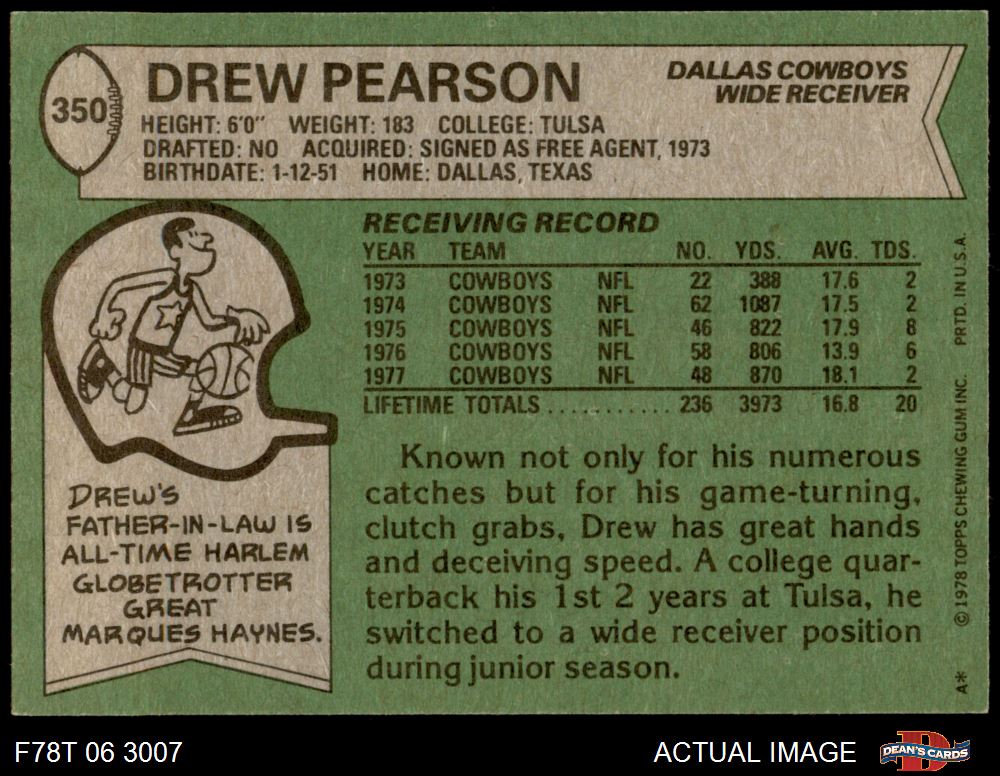 350
DREW PEARSON
DALLAS COWBOYS
WIDE RECEIVER
HEIGHT: 6'0" WEIGHT: 183 COLLEGE: TULSA
DRAFTED: NO ACQUIRED: SIGNED AS FREE AGENT, 1973
BIRTHDATE: 1-12-51 HOME: DALLAS, TEXAS
RECEIVING RECORD
YEAR TEAM NO. YDS. AVG. TDS.
1973 COWBOYS NFL 22 388 17.6 2
1974 COWBOYS NFL 62 1087 17.5 2
1975 COWBOYS NFL 46 822 17.9 8
1976 COWBOYS NFL 58 806 13.9 6
1977 COWBOYS NFL 48 870 18.1 2
LIFETIME TOTALS........... 236 3973 16.8 20
DREW'S
FATHER-IN-LAW IS
ALL-TIME HARLEM
GLOBETROTTER
GREAT
MARQUES HAYNES.
Known not only for his numerous
catches but for his game-turning,
clutch grabs, Drew has great hands
and deceiving speed. A college quar-
terback his 1st 2 years at Tulsa, he
switched to a wide receiver position
during junior season.
A* ©1978 TOPPS CHEWING GUM INC. PRTD. IN U.S.A.
F78T 06 3007
ACTUAL IMAGE
D
DEAN'S CARDS